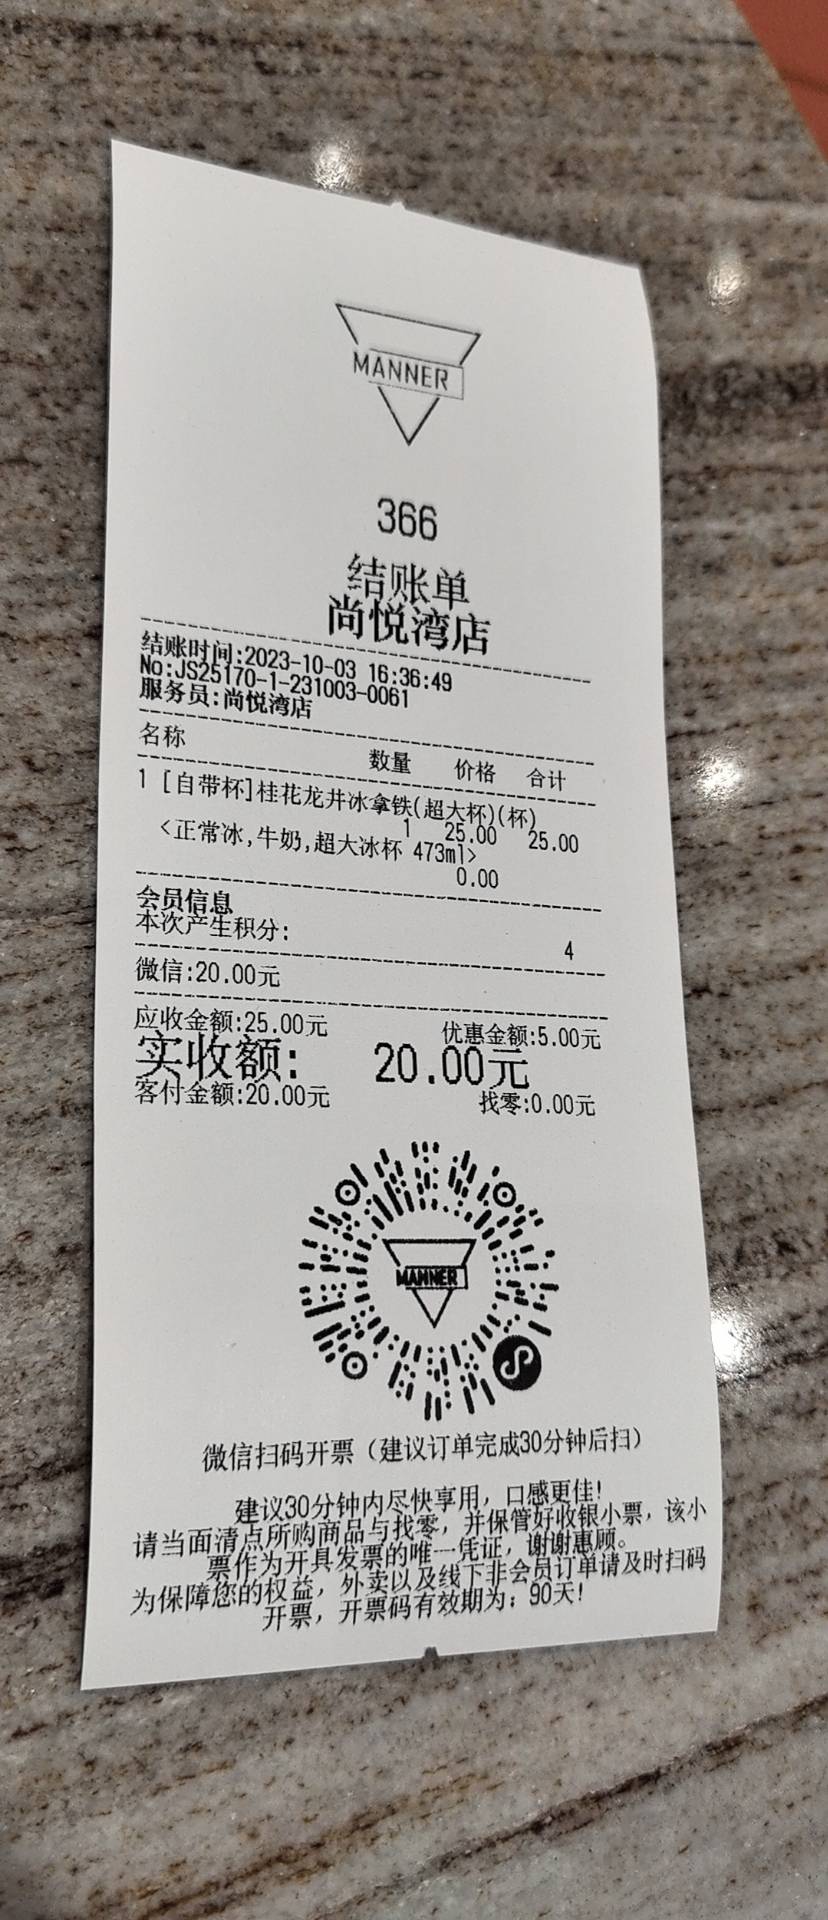 MANNER
366
结账单
尚悦湾店
结账时间:2023-10-03 16:36:49
No:JS25170-1-231003-0061
服务员:尚悦湾店
名称 数量 价格 合计
1 [自带杯]桂花龙井冰拿铁(超大杯)(杯)
1 25.00 25.00
<正常冰,牛奶,超大冰杯 473ml>
0.00
会员信息
本次产生积分: 4
微信:20.00元
应收金额:25.00元 优惠金额:5.00元
实收额: 20.00元
客付金额:20.00元 找零:0.00元
MANNER
微信扫码开票（建议订单完成30分钟后扫）
建议30分钟内尽快享用，口感更佳!
请当面清点所购商品与找零，并保管好收银小票，该小
票作为开具发票的唯一凭证，谢谢惠顾。
为保障您的权益，外卖以及线下非会员订单请及时扫码
开票，开票码有效期为：90天!